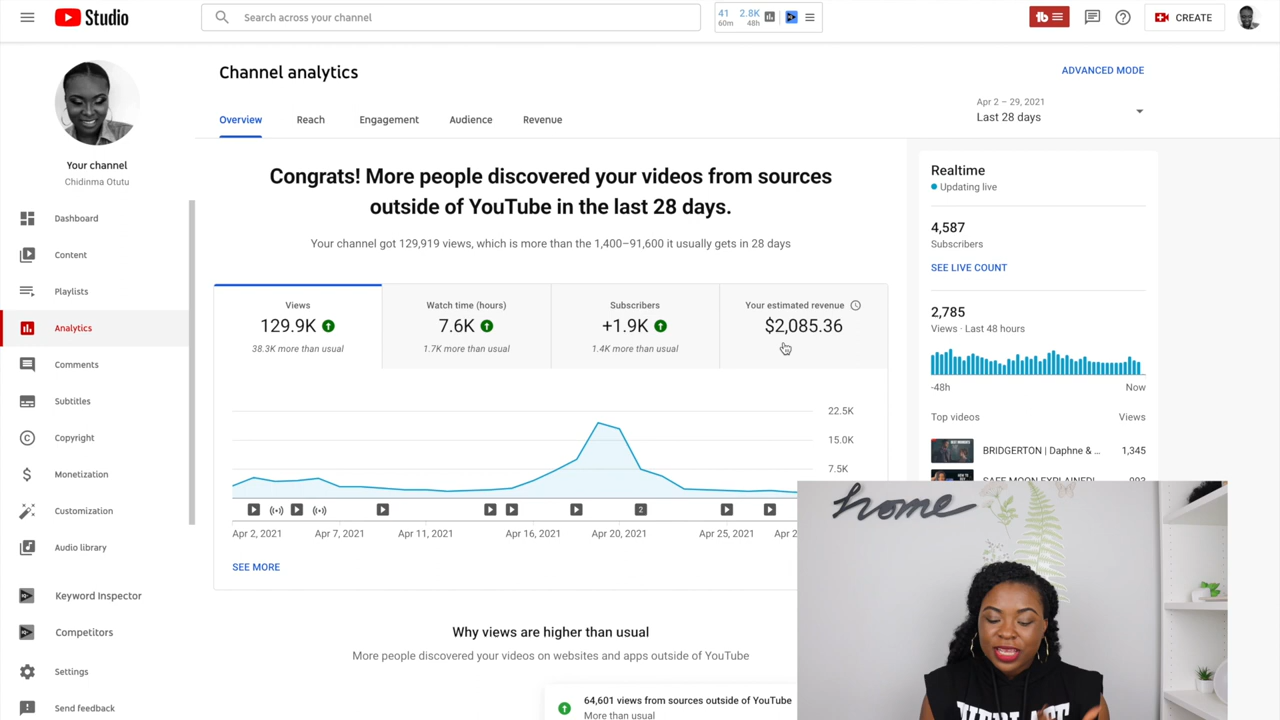 Studio
Search across your channel
41
60m
2.8K
48h
tb
CREATE
Your channel
Chidinma Otutu
Dashboard
Content
Playlists
Analytics
Comments
Subtitles
Copyright
Monetization
Customization
Audio library
Keyword Inspector
Competitors
Settings
Send feedback
Channel analytics
ADVANCED MODE
Overview
Reach
Engagement
Audience
Revenue
Apr 2 – 29, 2021
Last 28 days
Congrats! More people discovered your videos from sources
outside of YouTube in the last 28 days.
Your channel got 129,919 views, which is more than the 1,400–91,600 it usually gets in 28 days
Views
129.9K
38.3K more than usual
Watch time (hours)
7.6K
1.7K more than usual
Subscribers
+1.9K
1.4K more than usual
Your estimated revenue
$2,085.36
22.5K
15.0K
7.5K
2
Apr 2, 2021
Apr 7, 2021
Apr 11, 2021
Apr 16, 2021
Apr 20, 2021
Apr 25, 2021
Apr 2
SEE MORE
Why views are higher than usual
More people discovered your videos on websites and apps outside of YouTube
64,601 views from sources outside of YouTube
More than usual
Realtime
Updating live
4,587
Subscribers
SEE LIVE COUNT
2,785
Views · Last 48 hours
-48h
Now
Top videos
Views
BRIDGERTON | Daphne & ...
1,345
home